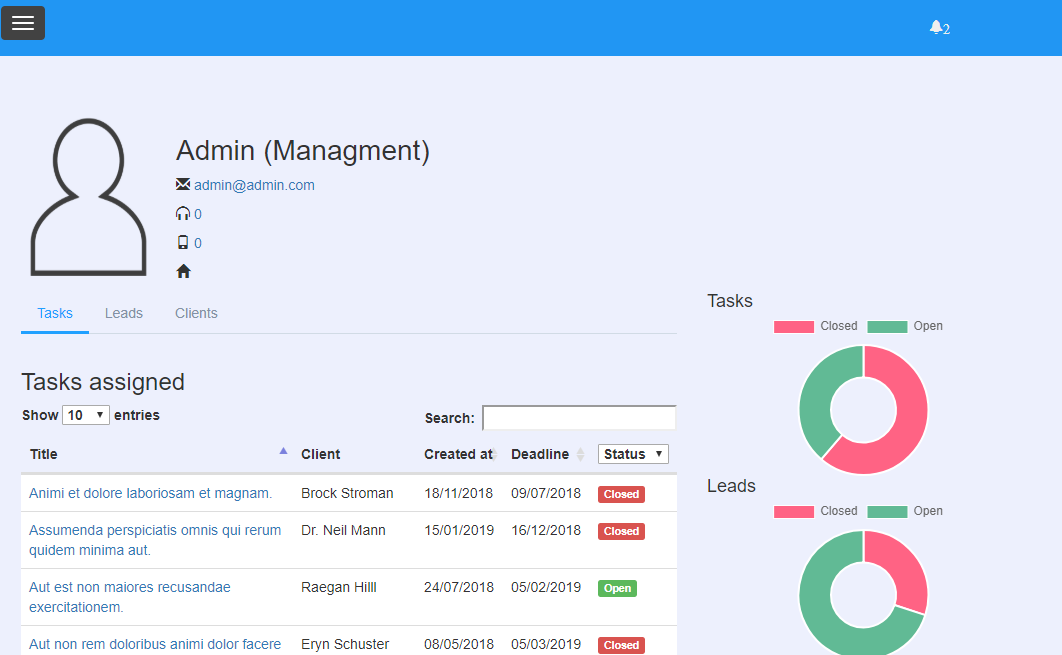 2
Admin (Managment)
admin@admin.com
0
0
Tasks Leads Clients
Tasks assigned
Show 10 entries
Search:
Title Client Created at Deadline Status
Animi et dolore laboriosam et magnam. Brock Stroman 18/11/2018 09/07/2018 Closed
Assumenda perspiciatis omnis qui rerum Dr. Neil Mann 15/01/2019 16/12/2018 Closed
quidem minima aut.
Aut est non maiores recusandae Raegan Hilll 24/07/2018 05/02/2019 Open
exercitationem.
Aut non rem doloribus animi dolor facere Eryn Schuster 08/05/2018 05/03/2019 Closed
Tasks
Closed Open
Leads
Closed Open